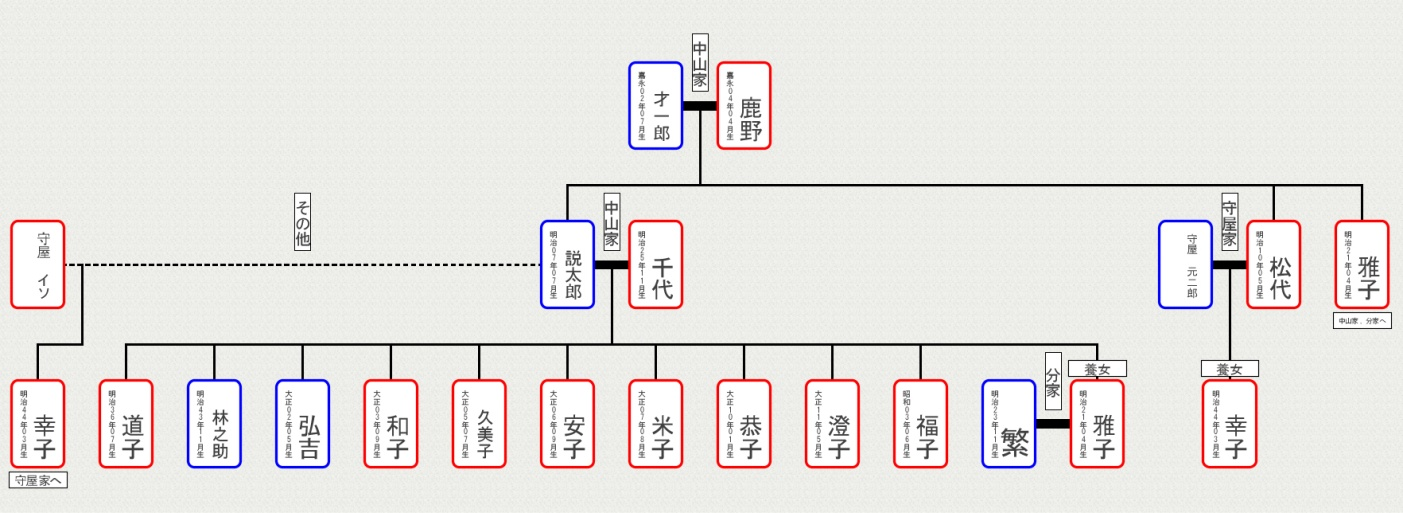 中山家
才一郎
嘉永02年07月生
鹿野
嘉永04年04月生
その他
中山家
守屋家
守屋 イソ
説太郎
明治07年07月生
千代
明治25年11月生
守屋 元二郎
松代
明治10年05月生
雅子
明治21年04月生
中山家、分家へ
分家
養女
養女
幸子
明治44年03月生
守屋家へ
道子
明治36年07月生
林之助
明治43年11月生
弘吉
大正02年05月生
和子
大正03年09月生
久美子
大正05年07月生
安子
大正06年09月生
米子
大正07年08月生
恭子
大正10年01月生
澄子
大正11年05月生
福子
昭和03年06月生
繁
明治23年11月生
雅子
明治21年04月生
幸子
明治44年03月生